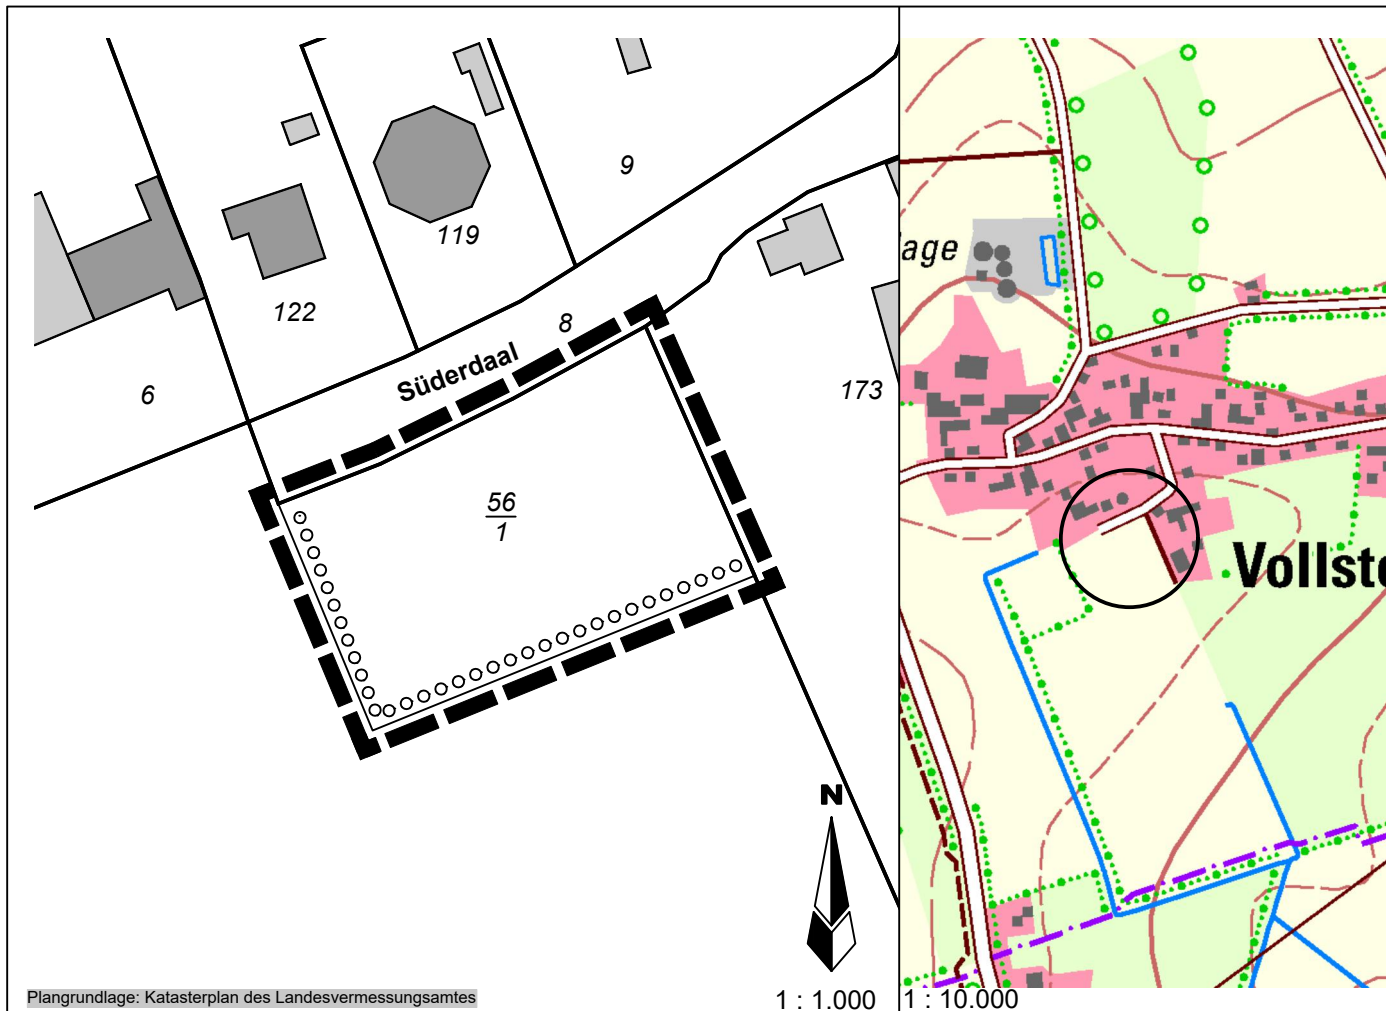 9
119
122
8
Süderdaal
6
173
56
1
N
Plangrundlage: Katasterplan des Landesvermessungsamtes
1 : 1.000
age
Vollste
1 : 10.000